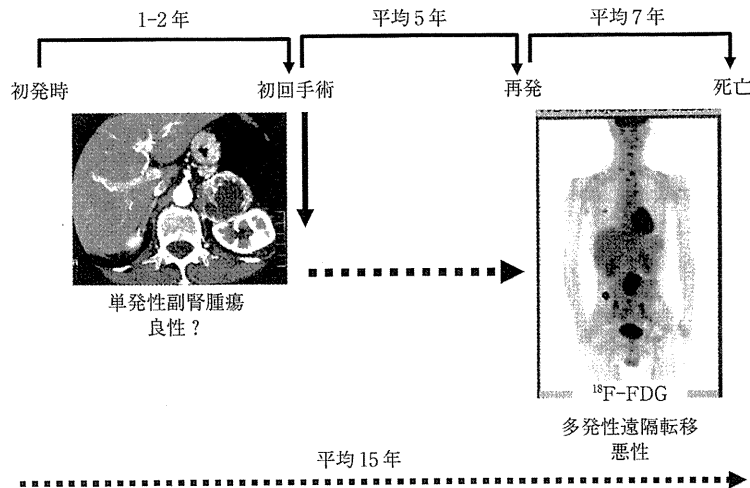 1-2年
平均5年
平均7年
初発時
初回手術
再発
死亡
単発性副腎腫瘍
良性？
¹⁸F-FDG
多発性遠隔転移
悪性
平均15年